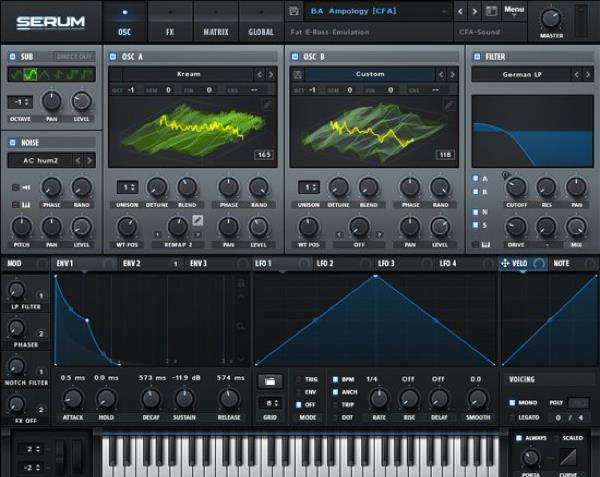 SERUM
OSC FX MATRIX GLOBAL
BA Ampology [CFA] Menu
Fat E-Bass Emulation CFA-Sound
MASTER
SUB DIRECT OUT
-1
OCTAVE PAN LEVEL
NOISE
AC hum2
PHASE RAND
PITCH PAN LEVEL
OSC A
Kream
OCT -1 SEM 0 FIN 0 CRS --
165
1
UNISON DETUNE BLEND PHASE RAND
WT POS REMAP 2 PAN LEVEL
OSC B
Custom
OCT -1 SEM 0 FIN 0 CRS --
118
1
UNISON DETUNE BLEND PHASE RAND
WT POS OFF PAN LEVEL
FILTER
German LP
A
B
N
S
CUTOFF RES PAN
DRIVE - MIX
MOD ENV 1 ENV 2 1 ENV 3 LFO 1 LFO 2 LFO 3 LFO 4 VELO NOTE
LP FILTER 1
PHASER 2
NOTCH FILTER 3
FX OFF 4
0.5 ms 0.0 ms 573 ms -11.9 dB 574 ms
ATTACK HOLD DECAY SUSTAIN RELEASE
8
GRID
TRIG
ENV
OFF
MODE
BPM
ANCH
TRIP
DOT
1/4 Off Off 0.0
RATE RISE DELAY SMOOTH
VOICING
MONO POLY
LEGATO 0 / 4
ALWAYS SCALED
PORTA CURVE
2
-2